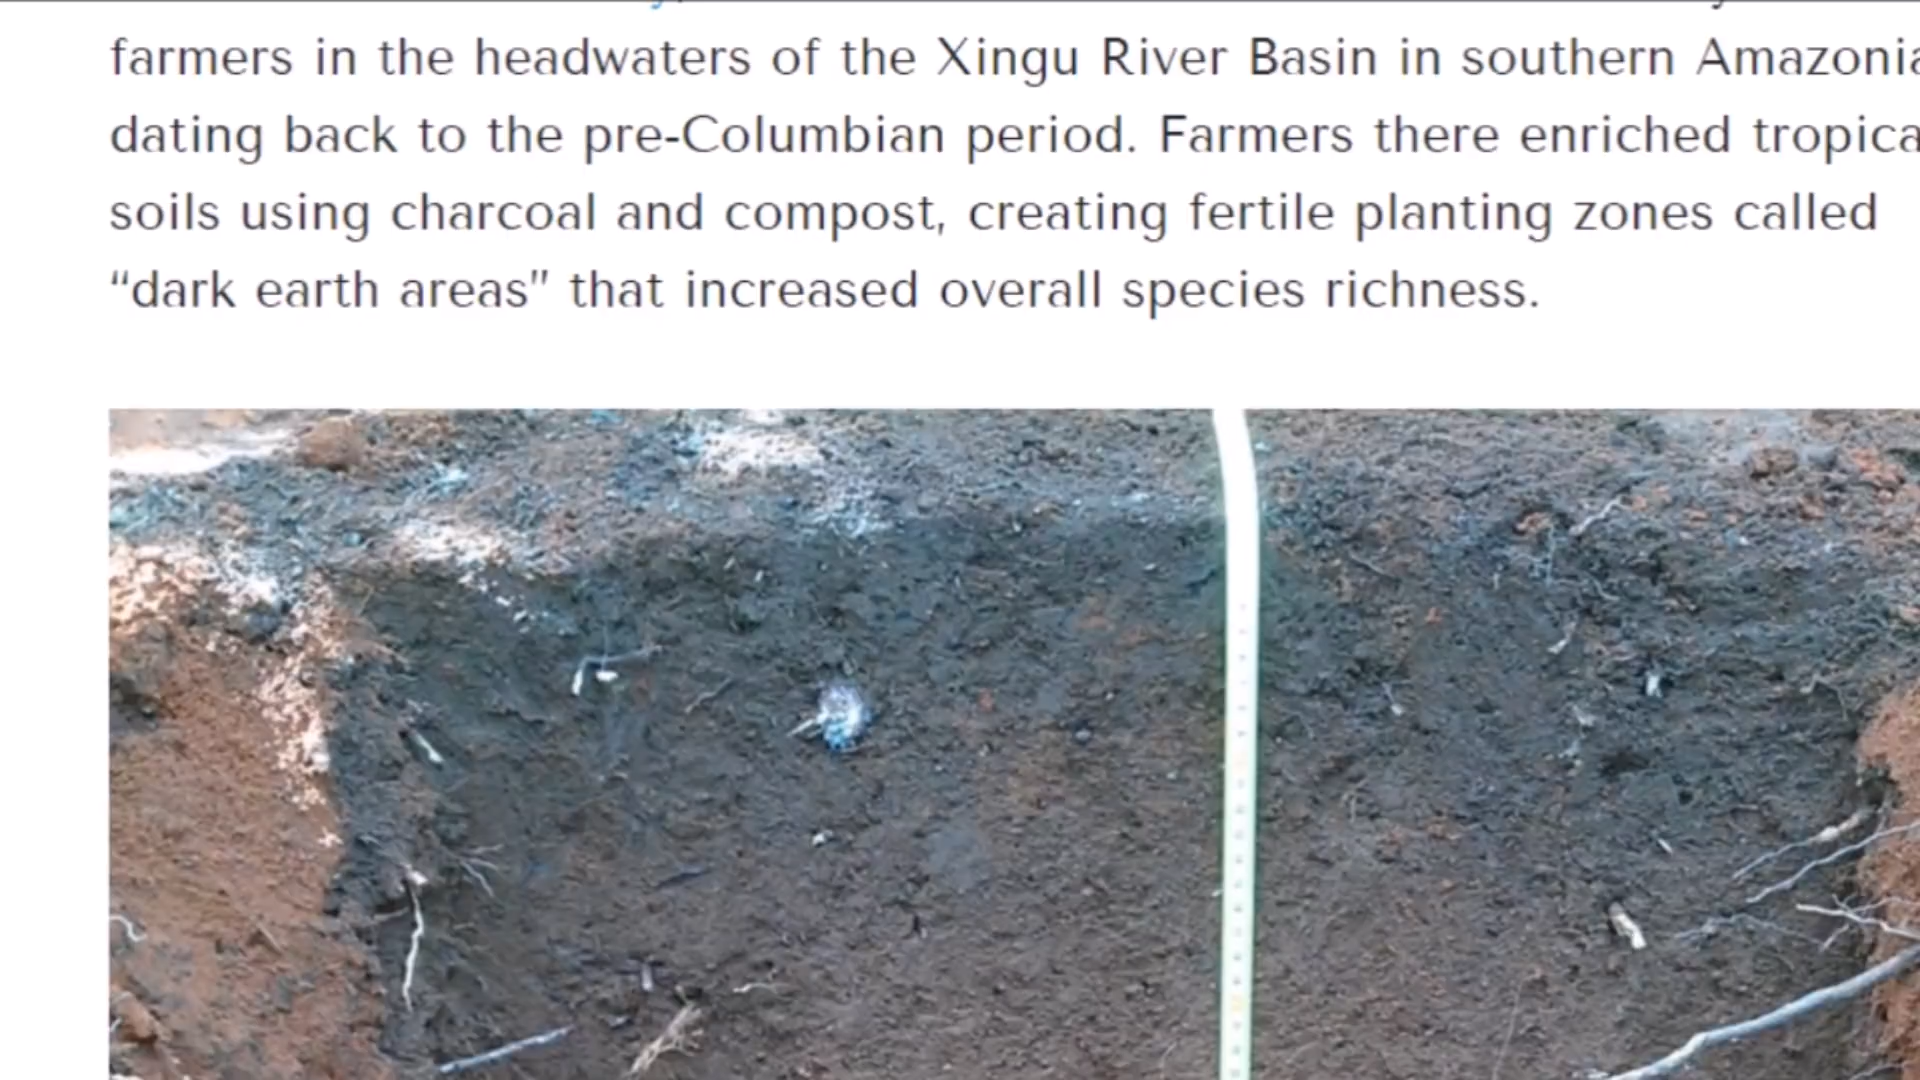 farmers in the headwaters of the Xingu River Basin in southern
dating back to the pre-Columbian period. Farmers there enriched
soils using charcoal and compost, creating fertile planting zones called
“dark earth areas” that increased overall species richness.